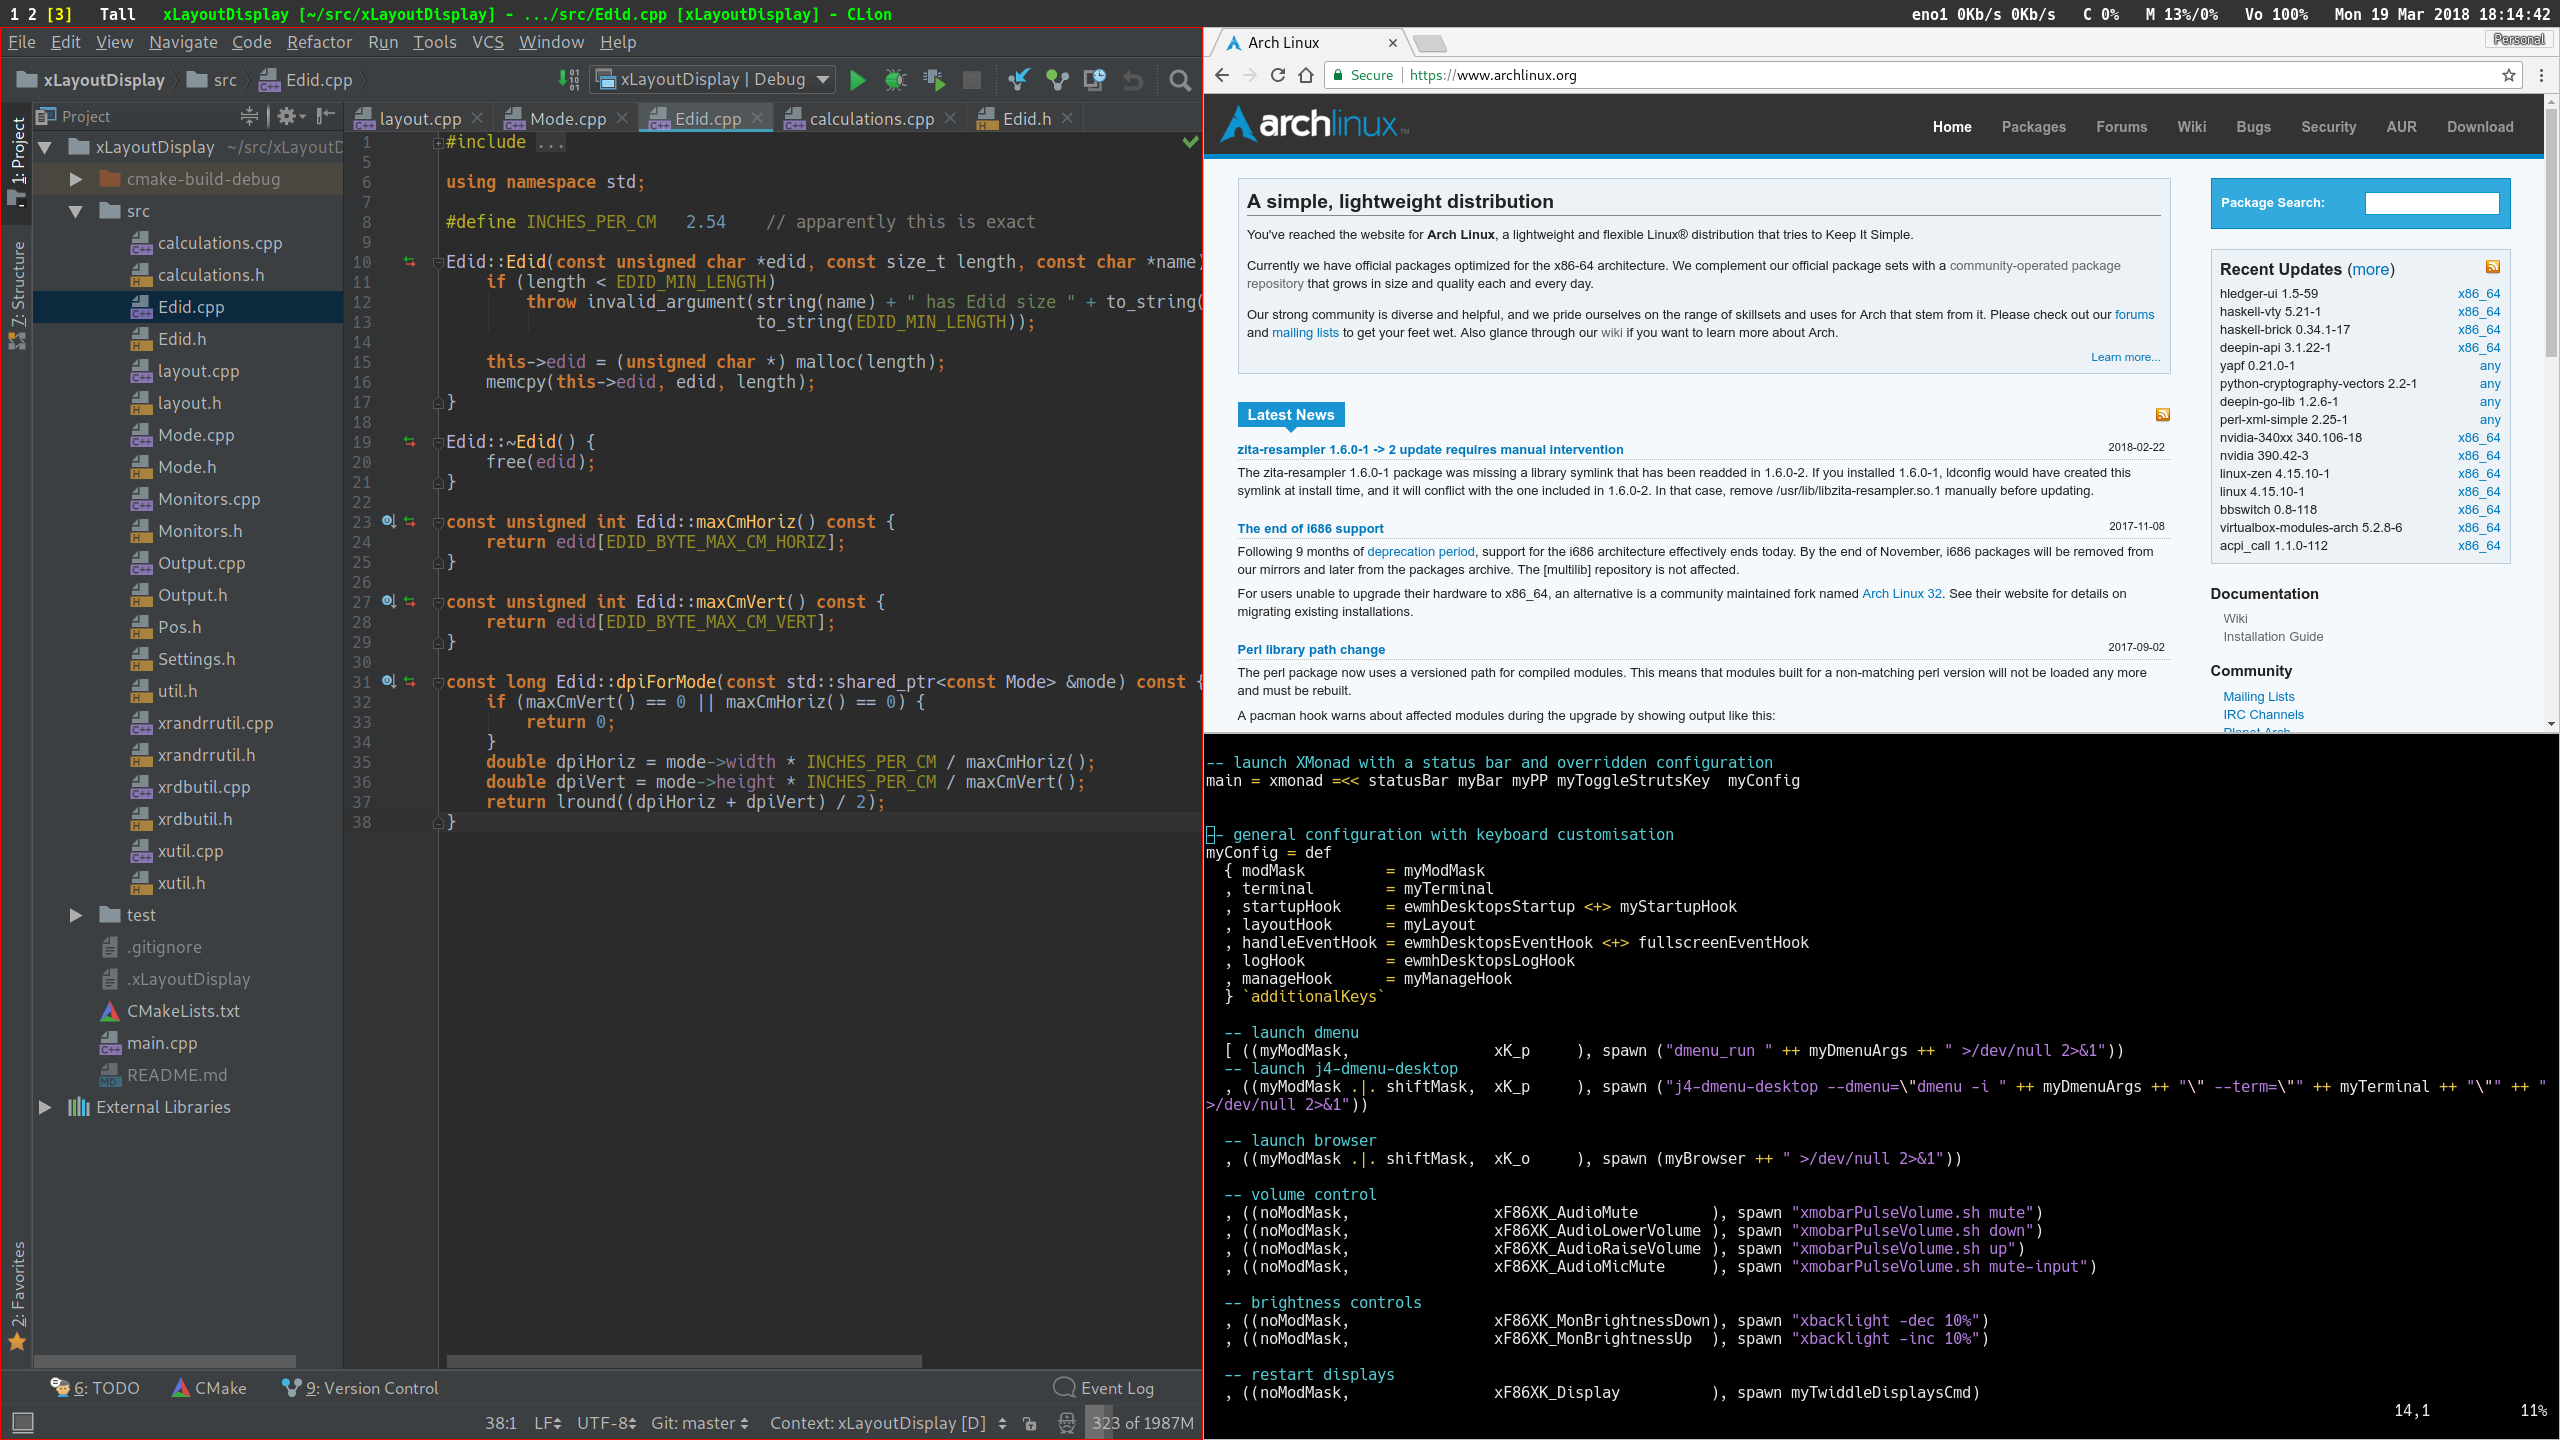 1 2 [3] Tall xLayoutDisplay [~/src/xLayoutDisplay] - .../src/Edid.cpp [xLayoutDisplay] - CLion
eno1 0Kb/s 0Kb/s C 0% M 13%/0% Vo 100% Mon 19 Mar 2018 18:14:42
File Edit View Navigate Code Refactor Run Tools VCS Window Help
xLayoutDisplay src Edid.cpp
xLayoutDisplay | Debug
1: Project
7: Structure
2: Favorites
Project
xLayoutDisplay ~/src/xLayoutD
cmake-build-debug
src
calculations.cpp
calculations.h
Edid.cpp
Edid.h
layout.cpp
layout.h
Mode.cpp
Mode.h
Monitors.cpp
Monitors.h
Output.cpp
Output.h
Pos.h
Settings.h
util.h
xrandrrutil.cpp
xrandrrutil.h
xrdbutil.cpp
xrdbutil.h
xutil.cpp
xutil.h
test
.gitignore
.xLayoutDisplay
CMakeLists.txt
main.cpp
README.md
External Libraries
layout.cpp Mode.cpp Edid.cpp calculations.cpp Edid.h
1 #include ...
5
6 using namespace std;
7
8 #define INCHES_PER_CM   2.54    // apparently this is exact
9
10 Edid::Edid(const unsigned char *edid, const size_t length, const char *name)
11     if (length < EDID_MIN_LENGTH)
12         throw invalid_argument(string(name) + " has Edid size " + to_string(
13                                to_string(EDID_MIN_LENGTH));
14
15     this->edid = (unsigned char *) malloc(length);
16     memcpy(this->edid, edid, length);
17 }
18
19 Edid::~Edid() {
20     free(edid);
21 }
22
23 const unsigned int Edid::maxCmHoriz() const {
24     return edid[EDID_BYTE_MAX_CM_HORIZ];
25 }
26
27 const unsigned int Edid::maxCmVert() const {
28     return edid[EDID_BYTE_MAX_CM_VERT];
29 }
30
31 const long Edid::dpiForMode(const std::shared_ptr<const Mode> &mode) const {
32     if (maxCmVert() == 0 || maxCmHoriz() == 0) {
33         return 0;
34     }
35     double dpiHoriz = mode->width * INCHES_PER_CM / maxCmHoriz();
36     double dpiVert = mode->height * INCHES_PER_CM / maxCmVert();
37     return lround((dpiHoriz + dpiVert) / 2);
38 }
6: TODO CMake 9: Version Control Event Log
38:1 LF UTF-8 Git: master Context: xLayoutDisplay [D] 323 of 1987M
Arch Linux
Personal
Secure https://www.archlinux.org
archlinux™
Home Packages Forums Wiki Bugs Security AUR Download
A simple, lightweight distribution
You've reached the website for Arch Linux, a lightweight and flexible Linux® distribution that tries to Keep It Simple.
Currently we have official packages optimized for the x86-64 architecture. We complement our official package sets with a community-operated package
repository that grows in size and quality each and every day.
Our strong community is diverse and helpful, and we pride ourselves on the range of skillsets and uses for Arch that stem from it. Please check out our forums
and mailing lists to get your feet wet. Also glance through our wiki if you want to learn more about Arch.
Learn more...
Latest News
zita-resampler 1.6.0-1 -> 2 update requires manual intervention 2018-02-22
The zita-resampler 1.6.0-1 package was missing a library symlink that has been readded in 1.6.0-2. If you installed 1.6.0-1, ldconfig would have created this
symlink at install time, and it will conflict with the one included in 1.6.0-2. In that case, remove /usr/lib/libzita-resampler.so.1 manually before updating.
The end of i686 support 2017-11-08
Following 9 months of deprecation period, support for the i686 architecture effectively ends today. By the end of November, i686 packages will be removed from
our mirrors and later from the packages archive. The [multilib] repository is not affected.
For users unable to upgrade their hardware to x86_64, an alternative is a community maintained fork named Arch Linux 32. See their website for details on
migrating existing installations.
Perl library path change 2017-09-02
The perl package now uses a versioned path for compiled modules. This means that modules built for a non-matching perl version will not be loaded any more
and must be rebuilt.
A pacman hook warns about affected modules during the upgrade by showing output like this:
Package Search:
Recent Updates (more)
hledger-ui 1.5-59 x86_64
haskell-vty 5.21-1 x86_64
haskell-brick 0.34.1-17 x86_64
deepin-api 3.1.22-1 x86_64
yapf 0.21.0-1 any
python-cryptography-vectors 2.2-1 any
deepin-go-lib 1.2.6-1 any
perl-xml-simple 2.25-1 any
nvidia-340xx 340.106-18 x86_64
nvidia 390.42-3 x86_64
linux-zen 4.15.10-1 x86_64
linux 4.15.10-1 x86_64
bbswitch 0.8-118 x86_64
virtualbox-modules-arch 5.2.8-6 x86_64
acpi_call 1.1.0-112 x86_64
Documentation
Wiki
Installation Guide
Community
Mailing Lists
IRC Channels
Planet Arch
-- launch XMonad with a status bar and overridden configuration
main = xmonad =<< statusBar myBar myPP myToggleStrutsKey  myConfig
-- general configuration with keyboard customisation
myConfig = def
  { modMask         = myModMask
  , terminal        = myTerminal
  , startupHook     = ewmhDesktopsStartup <+> myStartupHook
  , layoutHook      = myLayout
  , handleEventHook = ewmhDesktopsEventHook <+> fullscreenEventHook
  , logHook         = ewmhDesktopsLogHook
  , manageHook      = myManageHook
  } `additionalKeys`
  -- launch dmenu
  [ ((myModMask,                xK_p     ), spawn ("dmenu_run " ++ myDmenuArgs ++ " >/dev/null 2>&1"))
  -- launch j4-dmenu-desktop
  , ((myModMask .|. shiftMask,  xK_p     ), spawn ("j4-dmenu-desktop --dmenu=\"dmenu -i " ++ myDmenuArgs ++ "\" --term=\"" ++ myTerminal ++ "\"" ++ "
>/dev/null 2>&1"))
  -- launch browser
  , ((myModMask .|. shiftMask,  xK_o     ), spawn (myBrowser ++ " >/dev/null 2>&1"))
  -- volume control
  , ((noModMask,                xF86XK_AudioMute        ), spawn "xmobarPulseVolume.sh mute")
  , ((noModMask,                xF86XK_AudioLowerVolume ), spawn "xmobarPulseVolume.sh down")
  , ((noModMask,                xF86XK_AudioRaiseVolume ), spawn "xmobarPulseVolume.sh up")
  , ((noModMask,                xF86XK_AudioMicMute     ), spawn "xmobarPulseVolume.sh mute-input")
  -- brightness controls
  , ((noModMask,                xF86XK_MonBrightnessDown), spawn "xbacklight -dec 10%")
  , ((noModMask,                xF86XK_MonBrightnessUp  ), spawn "xbacklight -inc 10%")
  -- restart displays
  , ((noModMask,                xF86XK_Display          ), spawn myTwiddleDisplaysCmd)
14,1 11%